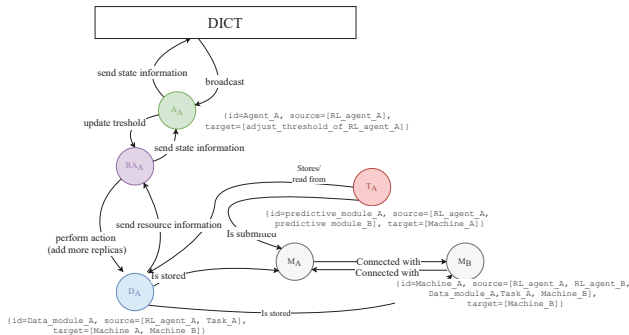 DICT
send state information
broadcast
A_A
{id=Agent_A, source=[RL_agent_A],
target=[adjust_threshold_of_RL_agent_A]}
update treshold
send state information
RA_A
Stores/
read from
T_A
{id=predictive_module_A, source=[RL_agent_A,
predictive module_B], target=[Machine_A]}
send resource information
Is submitted
perform action
(add more replicas)
M_A
Connected with
Connected with
M_B
Is stored
{id=Machine_A, source=[RL_agent_A, RL_agent_B,
Data_module_A,Task_A, Machine_B],
target=[Machine_B]}
D_A
Is stored
{id=Data_module_A, source=[RL_agent_A, Task_A],
target=[Machine_A, Machine_B]}